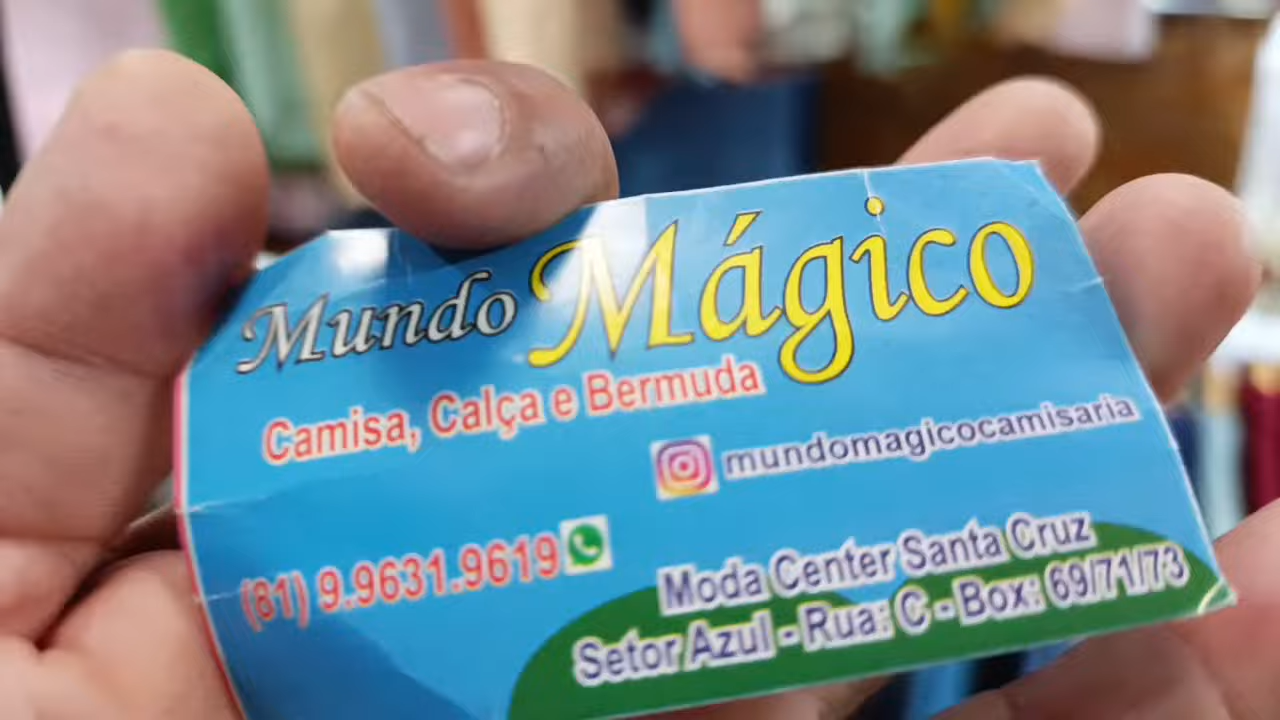 Mundo Mágico
Camisa, Calça e Bermuda
mundomagicocamisaria
(81) 9.9631.9619
Moda Center Santa Cruz
Setor Azul - Rua: C - Box: 69/71/73